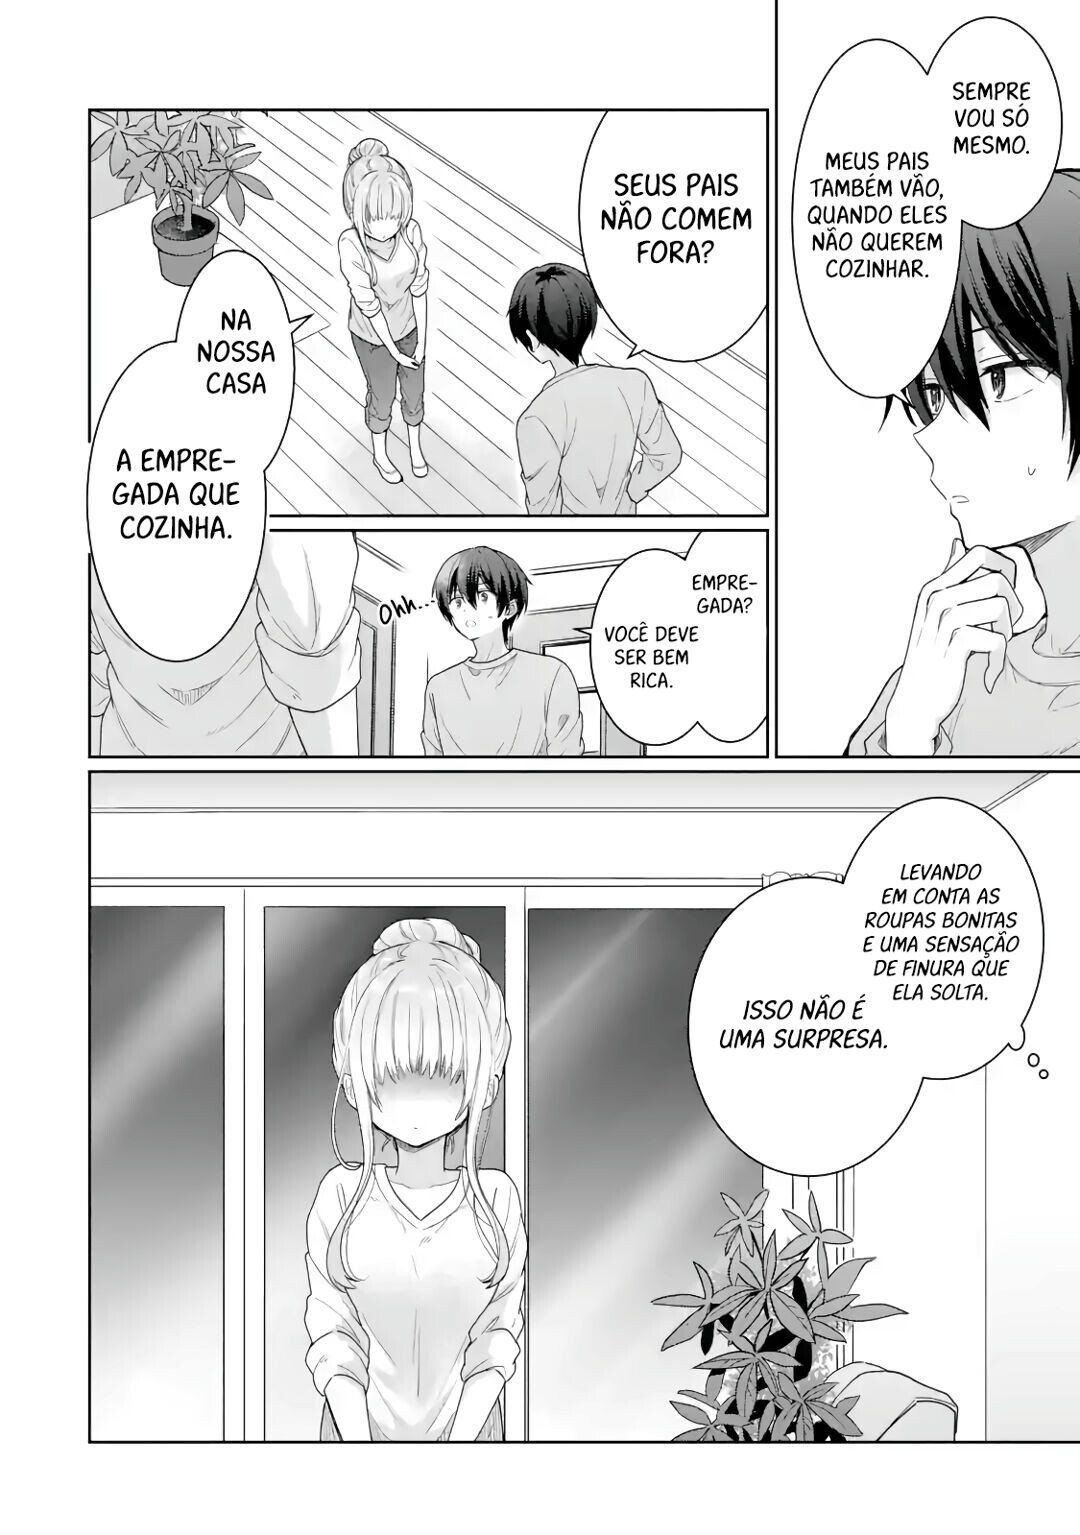 SEMPRE
VOU SÓ
MESMO.
MEUS PAIS
TAMBÉM VÃO,
QUANDO ELES
NÃO QUEREM
COZINHAR.
SEUS PAIS
NÃO COMEM
FORA?
NA
NOSSA
CASA
A EMPRE-
GADA QUE
COZINHA.
EMPRE-
GADA?
VOCÊ DEVE
SER BEM
RICA.
Ohh...
LEVANDO
EM CONTA AS
ROUPAS BONITAS
E UMA SENSAÇÃO
DE FINURA QUE
ELA SOLTA.
ISSO NÃO É
UMA SURPRESA.